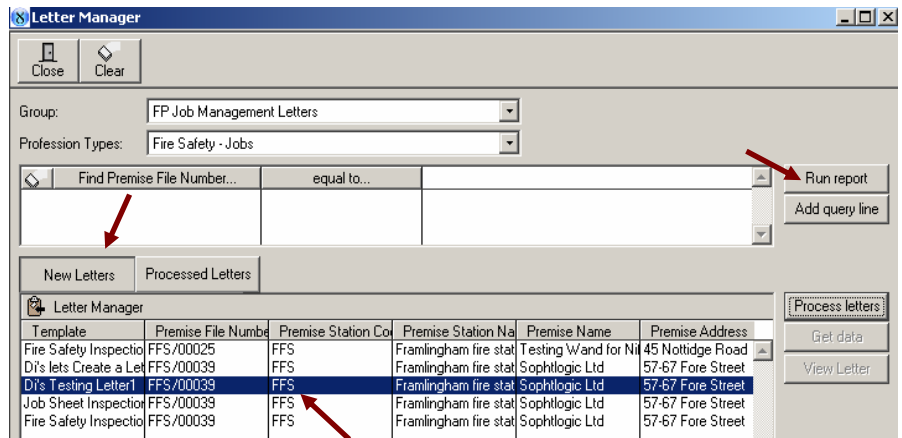 Letter Manager
Close Clear
Group: FP Job Management Letters
Profession Types: Fire Safety - Jobs
Find Premise File Number... equal to... Run report
Add query line
New Letters Processed Letters
Letter Manager Process letters
Template Premise File Numbe Premise Station Co Premise Station Na Premise Name Premise Address
Get data
Fire Safety Inspectio FFS/00025 FFS Framlingham fire stat Testing Wand for Ni 45 Nottidge Road
Di's lets Create a Let FFS/00039 FFS Framlingham fire stat Sophtlogic Ltd 57-67 Fore Street
View Letter
Di's Testing Letter1 FFS/00039 FFS Framlingham fire stat Sophtlogic Ltd 57-67 Fore Street
Job Sheet Inspection FFS/00039 FFS Framlingham fire stat Sophtlogic Ltd 57-67 Fore Street
Fire Safety Inspectio FFS/00039 FFS Framlingham fire stat Sophtlogic Ltd 57-67 Fore Street